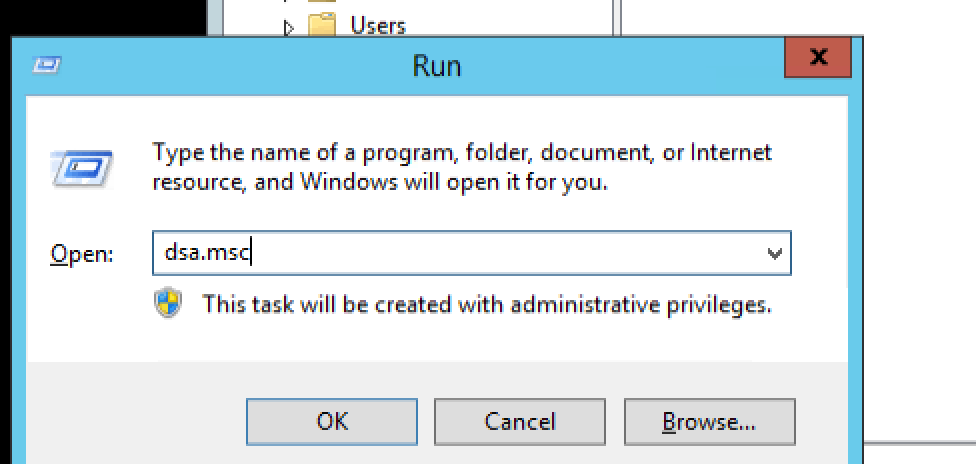 Users
Run
x
Type the name of a program, folder, document, or Internet
resource, and Windows will open it for you.
Open:
dsa.msc
This task will be created with administrative privileges.
OK
Cancel
Browse...